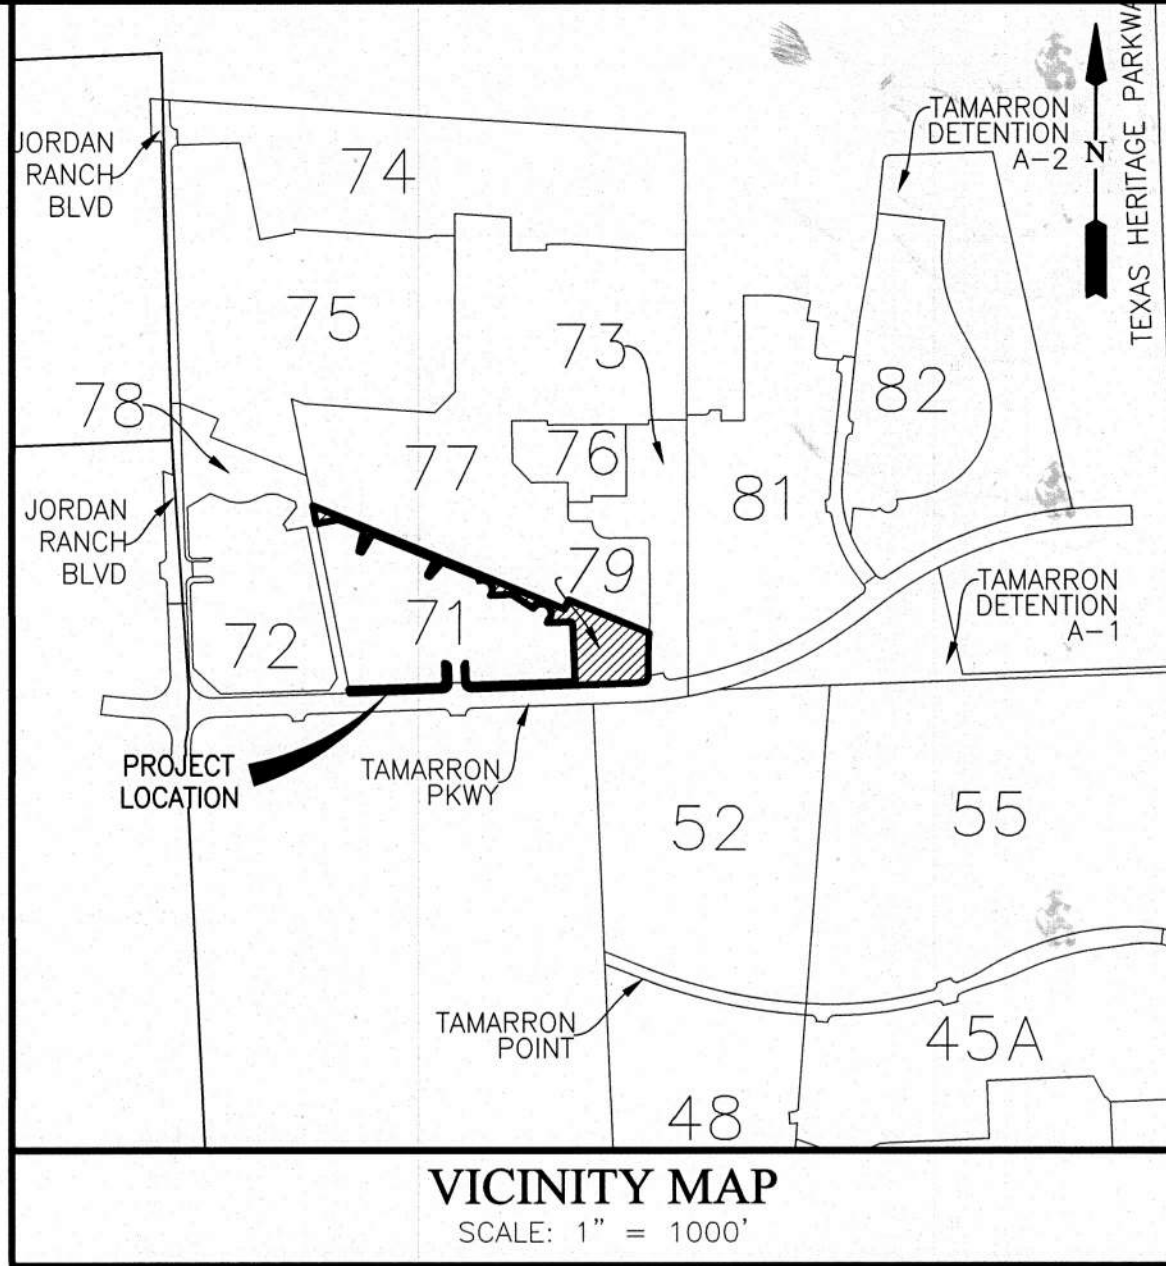 JORDAN
RANCH
BLVD
74
TAMARRON
DETENTION
A-2
N
TEXAS HERITAGE PARKWA
75
73
78
82
77
76
81
JORDAN
RANCH
BLVD
79
TAMARRON
DETENTION
A-1
71
72
PROJECT
LOCATION
TAMARRON
PKWY
52
55
TAMARRON
POINT
45A
48
VICINITY MAP
SCALE: 1" = 1000'